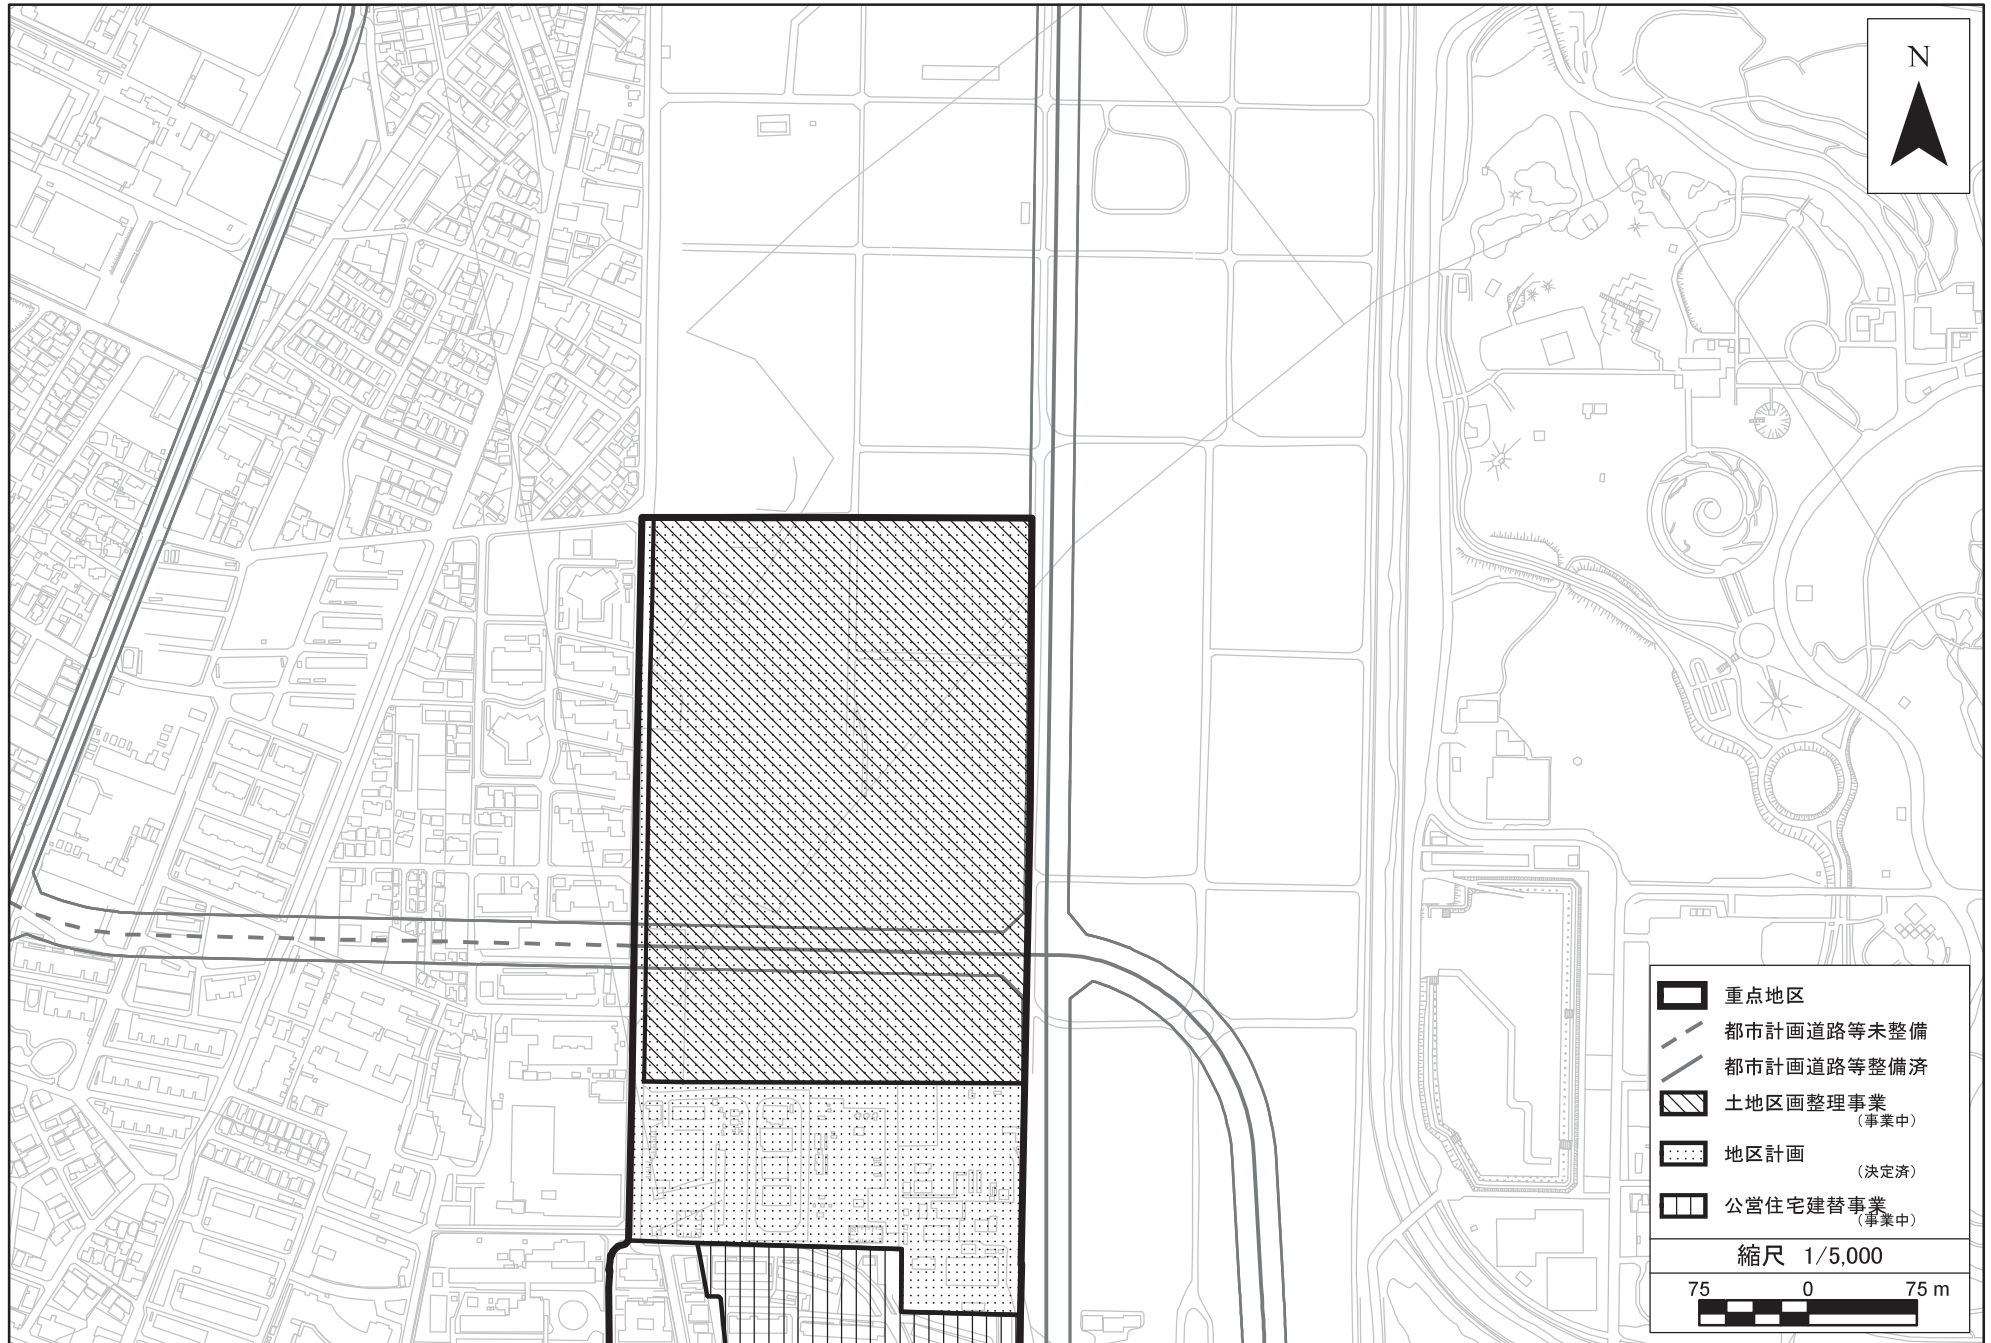 N
重点地区
都市計画道路等未整備
都市計画道路等整備済
土地区画整理事業
（事業中）
地区計画
（決定済）
公営住宅建替事業
（事業中）
縮尺 1/5,000
75 0 75 m